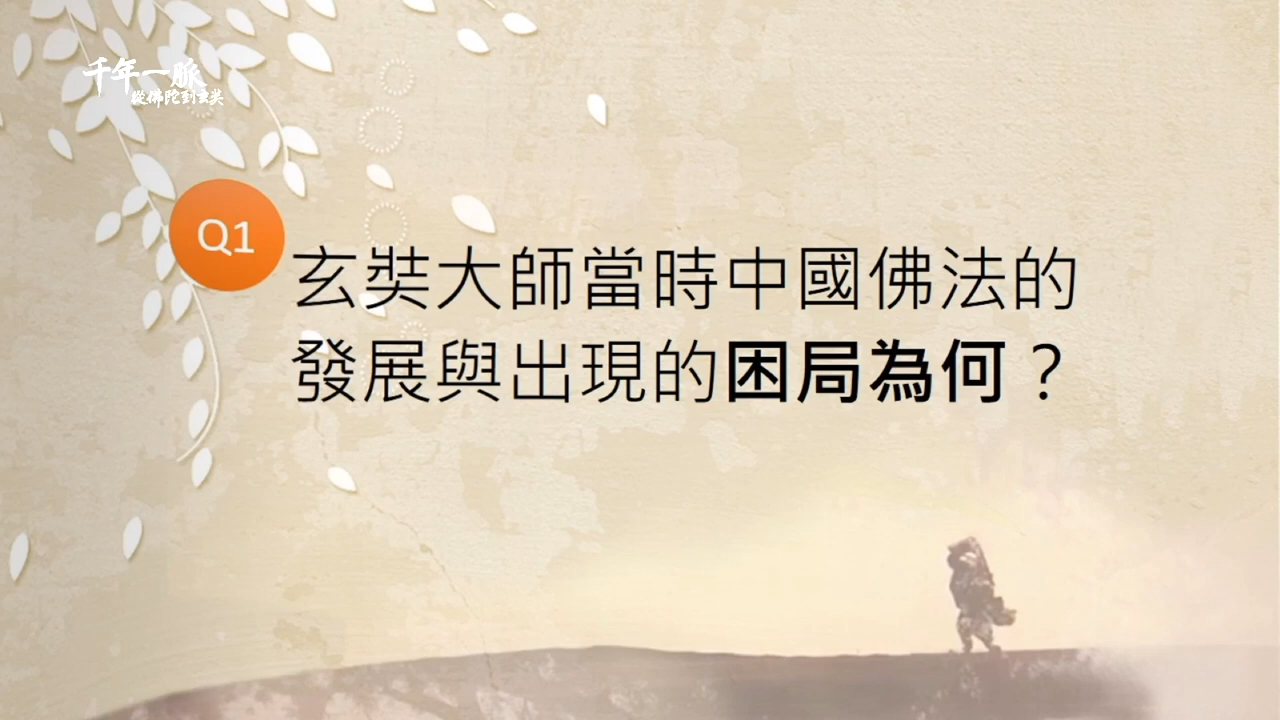 千年一脈
從佛陀到玄奘
Q1
玄奘大師當時中國佛法的
發展與出現的困局為何？